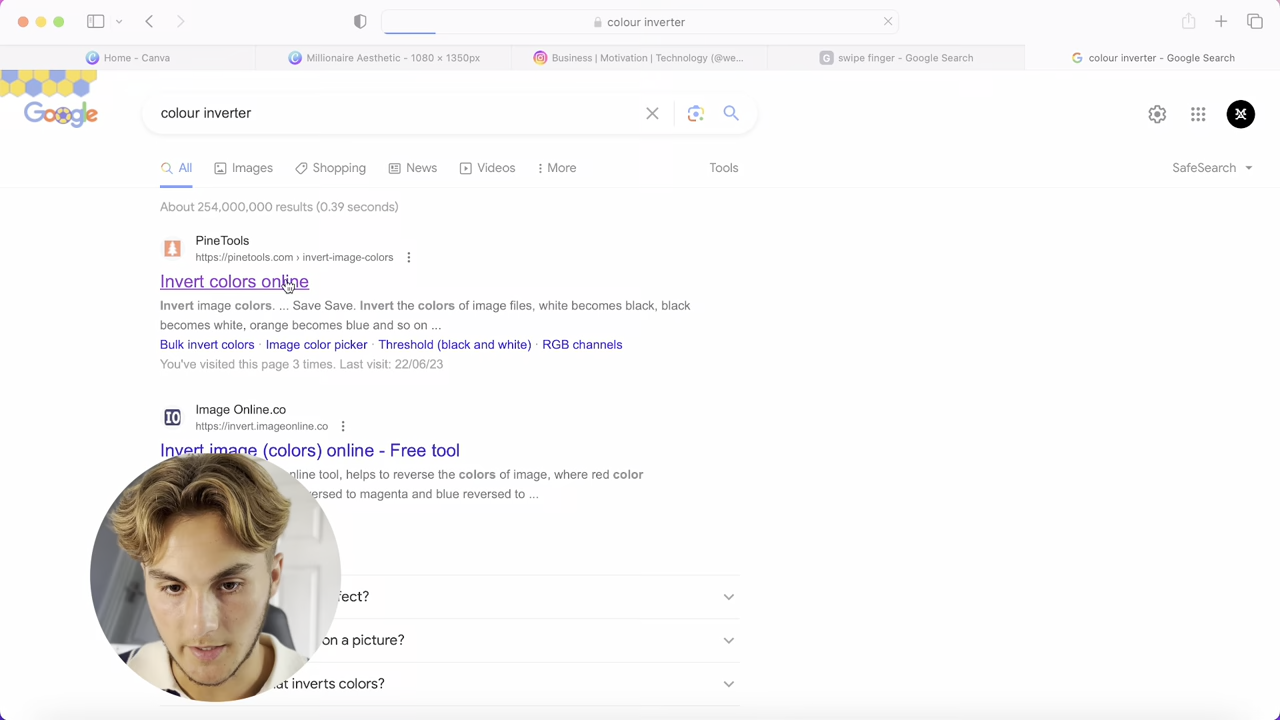 colour inverter
Home - Canva
Millionaire Aesthetic - 1080 × 1350px
Business | Motivation | Technology (@we...
swipe finger - Google Search
colour inverter - Google Search
Google
colour inverter
All
Images
Shopping
News
Videos
More
Tools
SafeSearch
About 254,000,000 results (0.39 seconds)
PineTools
https://pinetools.com › invert-image-colors
Invert colors online
Invert image colors. ... Save Save. Invert the colors of image files, white becomes black, black
becomes white, orange becomes blue and so on ...
Bulk invert colors · Image color picker · Threshold (black and white) · RGB channels
You've visited this page 3 times. Last visit: 22/06/23
IO
Image Online.co
https://invert.imageonline.co
Invert image (colors) online - Free tool
online tool, helps to reverse the colors of image, where red color
reversed to magenta and blue reversed to ...
on a picture?
inverts colors?